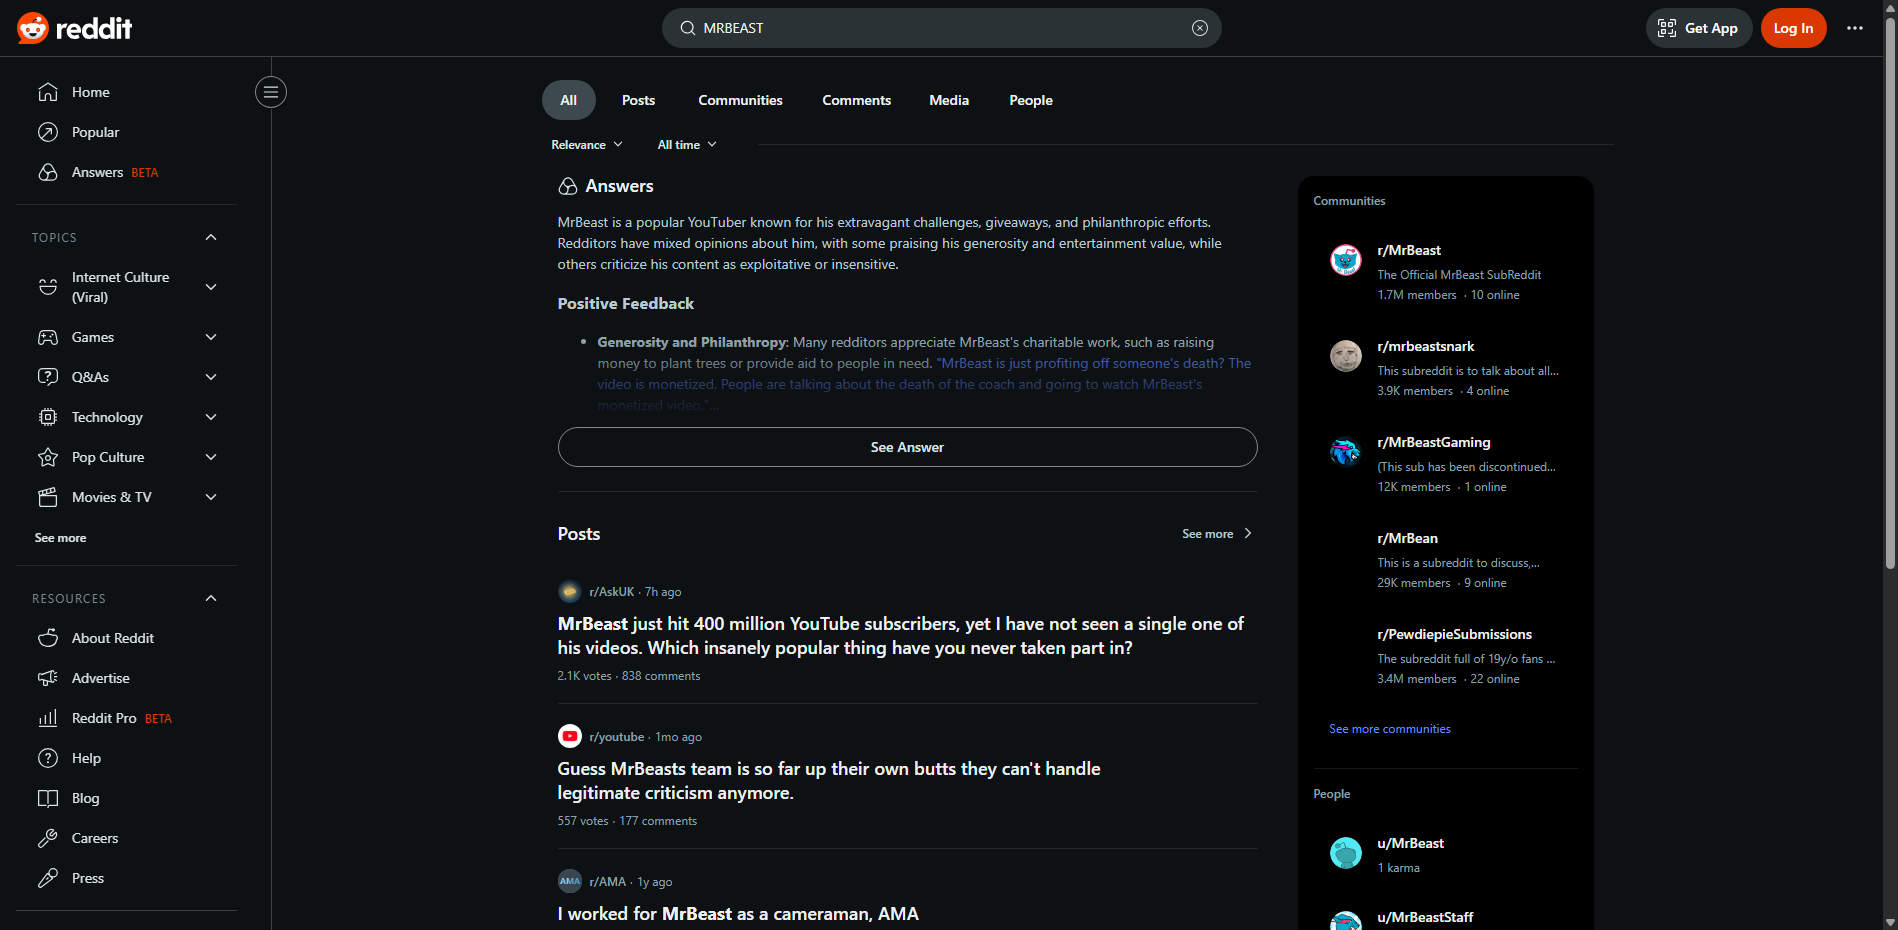 reddit
MRBEAST
Get App
Log In
Home
Popular
Answers BETA
TOPICS
Internet Culture
(Viral)
Games
Q&As
Technology
Pop Culture
Movies & TV
See more
RESOURCES
About Reddit
Advertise
Reddit Pro BETA
Help
Blog
Careers
Press
All
Posts
Communities
Comments
Media
People
Relevance
All time
Answers
MrBeast is a popular YouTuber known for his extravagant challenges, giveaways, and philanthropic efforts.
Redditors have mixed opinions about him, with some praising his generosity and entertainment value, while
others criticize his content as exploitative or insensitive.
Positive Feedback
• Generosity and Philanthropy: Many redditors appreciate MrBeast's charitable work, such as raising
money to plant trees or provide aid to people in need. "MrBeast is just profiting off someone's death? The
video is monetized. People are talking about the death of the coach and going to watch MrBeast's
monetized video."...
See Answer
Posts
See more
r/AskUK · 7h ago
MrBeast just hit 400 million YouTube subscribers, yet I have not seen a single one of
his videos. Which insanely popular thing have you never taken part in?
2.1K votes · 838 comments
r/youtube · 1mo ago
Guess MrBeasts team is so far up their own butts they can't handle
legitimate criticism anymore.
557 votes · 177 comments
AMA
r/AMA · 1y ago
I worked for MrBeast as a cameraman, AMA
Communities
r/MrBeast
The Official MrBeast SubReddit
1.7M members · 10 online
r/mrbeastsnark
This subreddit is to talk about all...
3.9K members · 4 online
r/MrBeastGaming
(This sub has been discontinued...
12K members · 1 online
r/MrBean
This is a subreddit to discuss,...
29K members · 9 online
r/PewdiepieSubmissions
The subreddit full of 19y/o fans ...
3.4M members · 22 online
See more communities
People
u/MrBeast
1 karma
u/MrBeastStaff